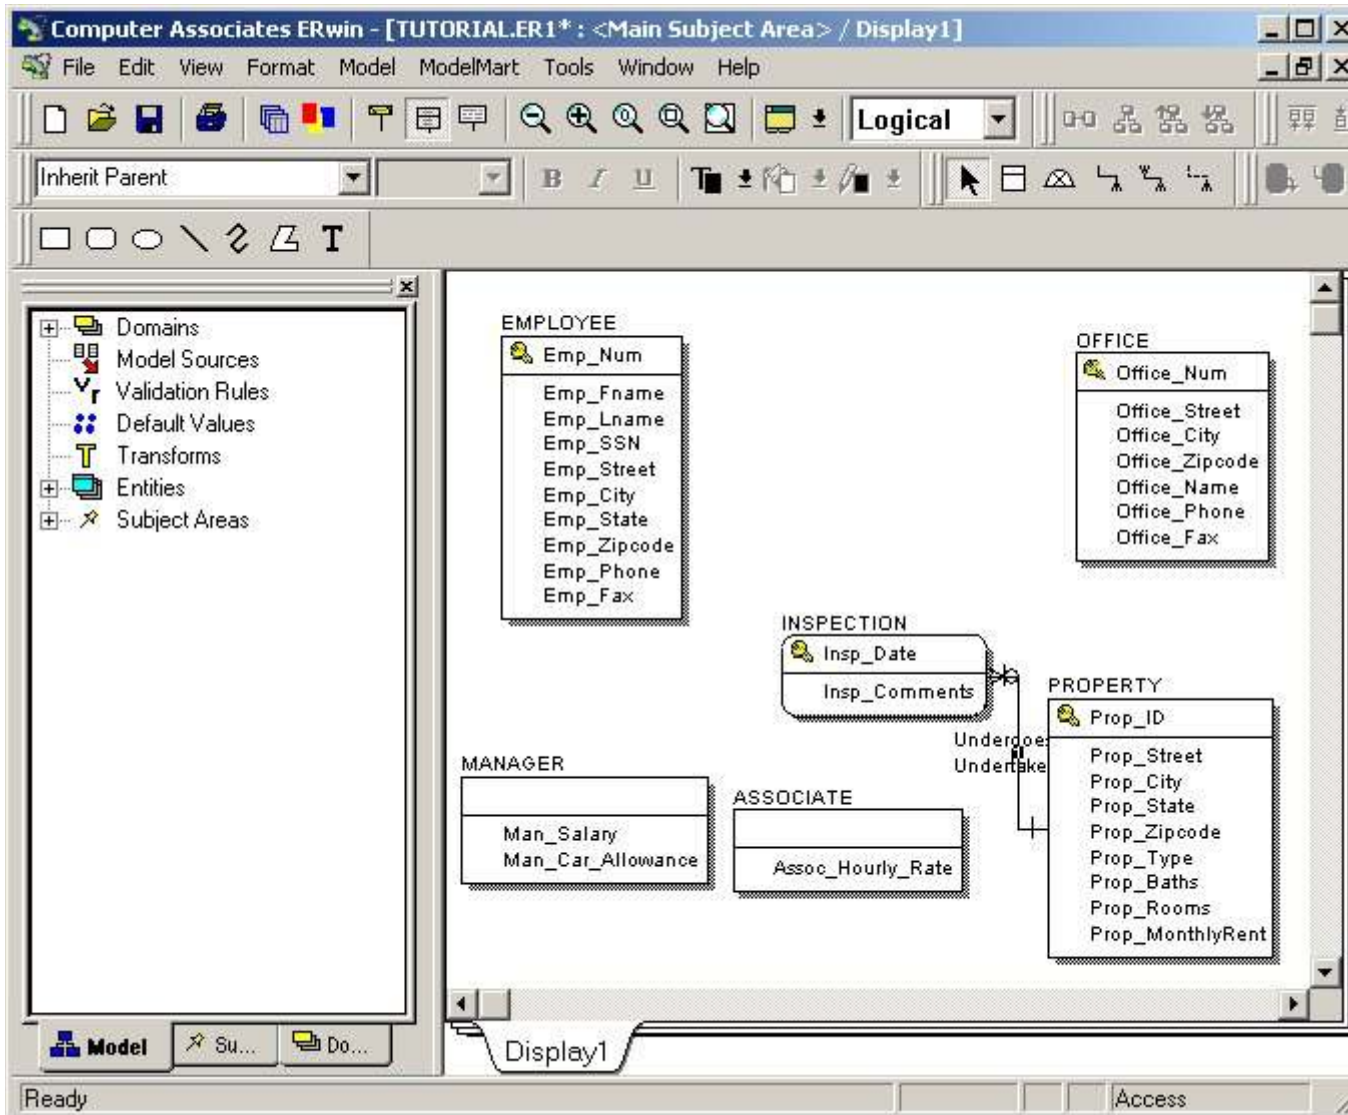 Computer Associates ERwin - [TUTORIAL.ER1* : <Main Subject Area> / Display1]
File Edit View Format Model ModelMart Tools Window Help
Logical
Inherit Parent
B I U T
T
Domains
Model Sources
Validation Rules
Default Values
Transforms
Entities
Subject Areas
Model
Su...
Do...
EMPLOYEE
Emp_Num
Emp_Fname
Emp_Lname
Emp_SSN
Emp_Street
Emp_City
Emp_State
Emp_Zipcode
Emp_Phone
Emp_Fax
OFFICE
Office_Num
Office_Street
Office_City
Office_Zipcode
Office_Name
Office_Phone
Office_Fax
INSPECTION
Insp_Date
Insp_Comments
Undergoes
Undertake
PROPERTY
Prop_ID
Prop_Street
Prop_City
Prop_State
Prop_Zipcode
Prop_Type
Prop_Baths
Prop_Rooms
Prop_MonthlyRent
MANAGER
Man_Salary
Man_Car_Allowance
ASSOCIATE
Assoc_Hourly_Rate
Display1
Ready
Access